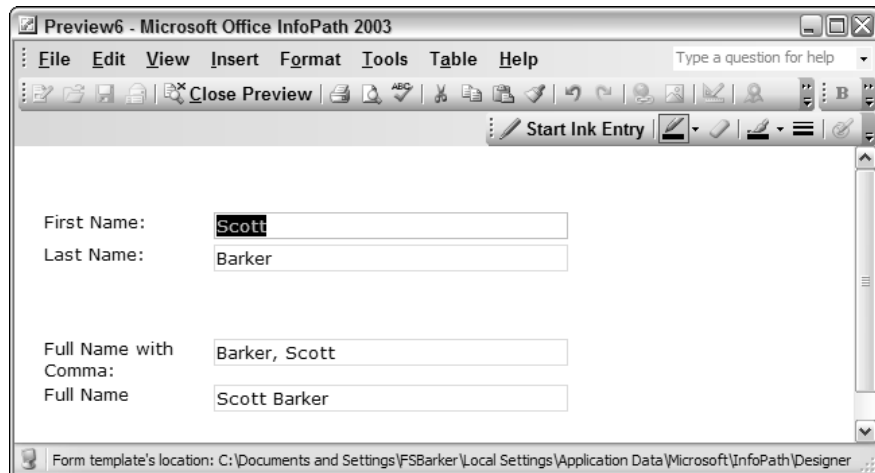 Preview6 - Microsoft Office InfoPath 2003
File Edit View Insert Format Tools Table Help Type a question for help
Close Preview ABC B
Start Ink Entry
First Name: Scott
Last Name: Barker
Full Name with Barker, Scott
Comma:
Full Name Scott Barker
Form template's location: C:\Documents and Settings\FSBarker\Local Settings\Application Data\Microsoft\InfoPath\Designer